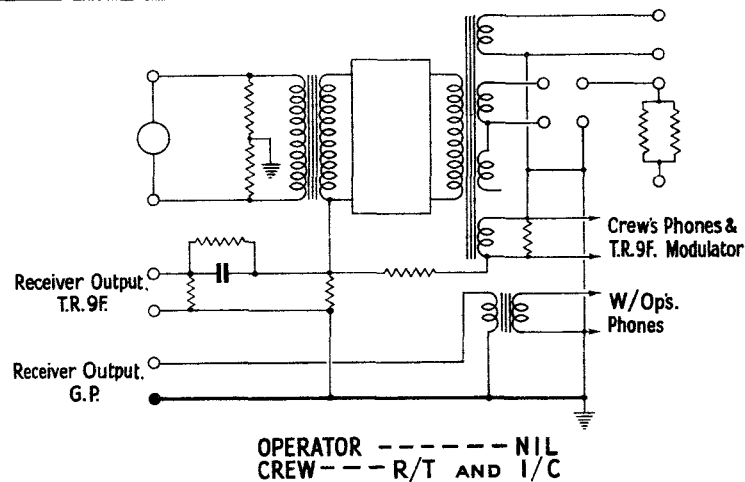 Crew's Phones &
T.R.9F. Modulator
Receiver Output.
T.R.9F.
W/Op's.
Phones
Receiver Output.
G.P.
OPERATOR ------- NIL
CREW --- R/T AND I/C